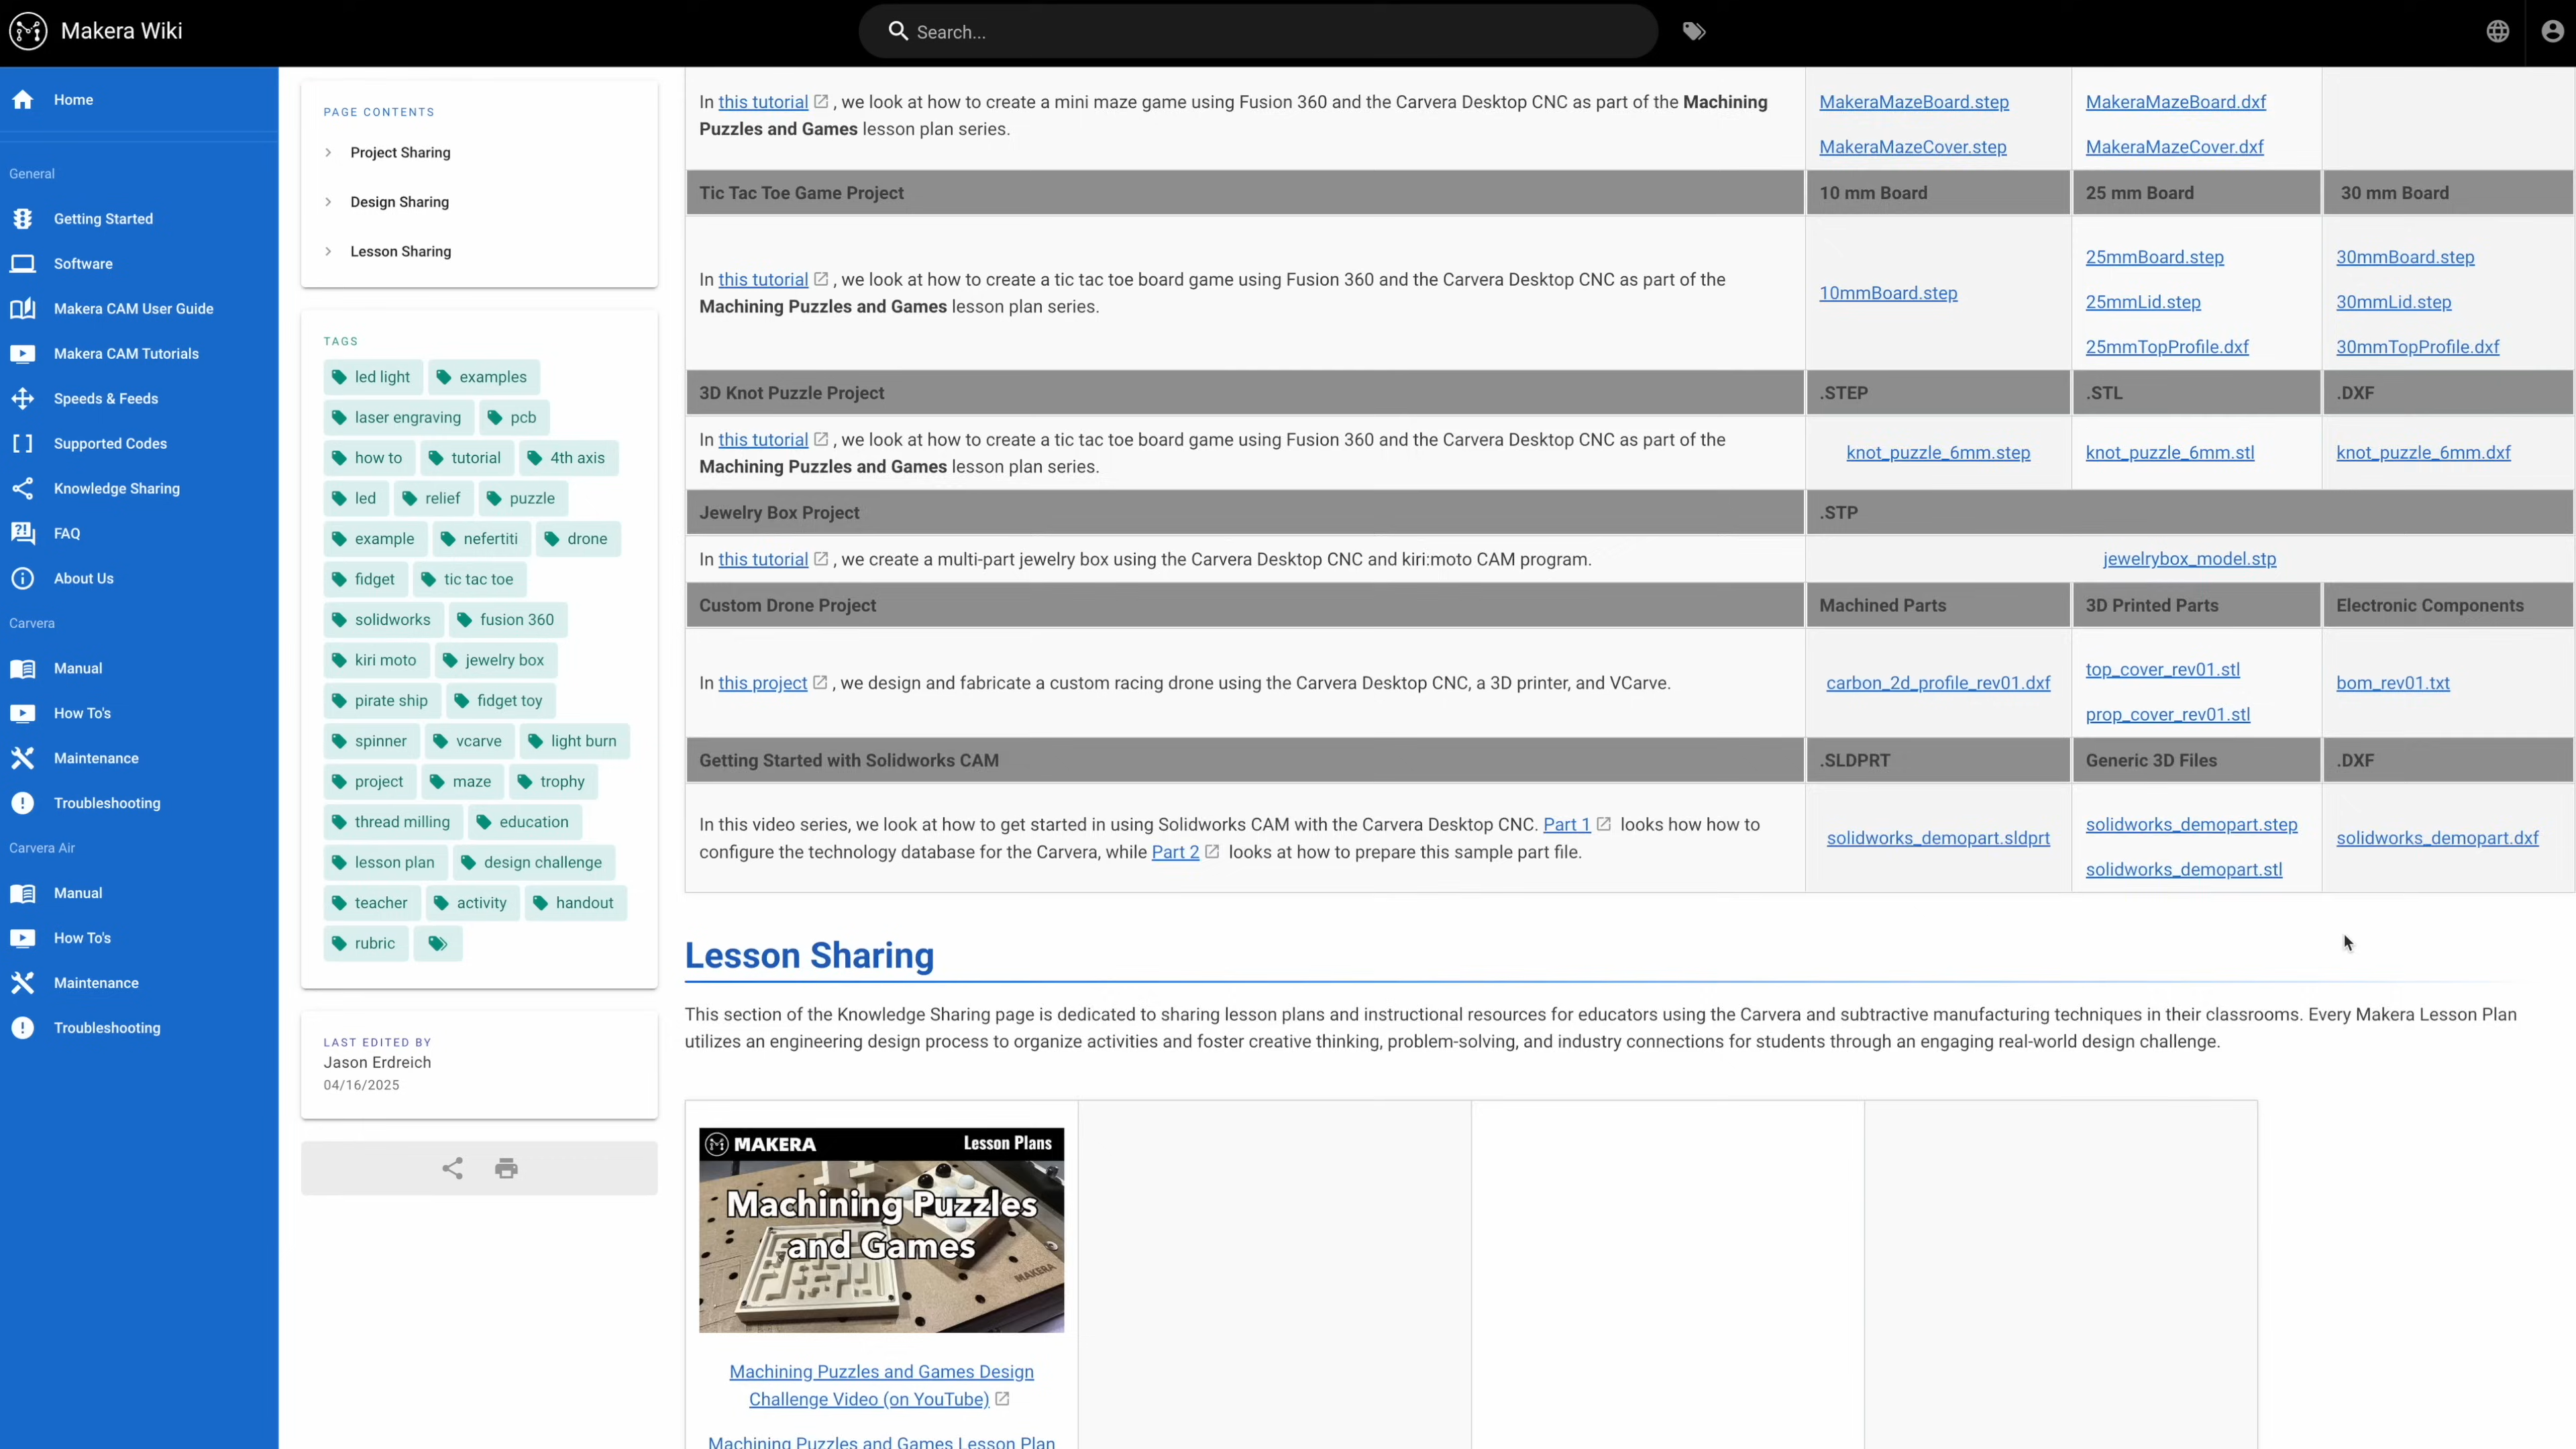 Makera Wiki
Search...
Home
General
Getting Started
Software
Makera CAM User Guide
Makera CAM Tutorials
Speeds & Feeds
Supported Codes
Knowledge Sharing
FAQ
About Us
Carvera
Manual
How To's
Maintenance
Troubleshooting
Carvera Air
Manual
How To's
Maintenance
Troubleshooting
PAGE CONTENTS
Project Sharing
Design Sharing
Lesson Sharing
TAGS
led light examples
laser engraving pcb
how to tutorial 4th axis
led relief puzzle
example nefertiti drone
fidget tic tac toe
solidworks fusion 360
kiri moto jewelry box
pirate ship fidget toy
spinner vcarve light burn
project maze trophy
thread milling education
lesson plan design challenge
teacher activity handout
rubric
LAST EDITED BY
Jason Erdreich
04/16/2025
In this tutorial , we look at how to create a mini maze game using Fusion 360 and the Carvera Desktop CNC as part of the Machining
Puzzles and Games lesson plan series.
MakeraMazeBoard.step
MakeraMazeCover.step
MakeraMazeBoard.dxf
MakeraMazeCover.dxf
Tic Tac Toe Game Project 10 mm Board 25 mm Board 30 mm Board
In this tutorial , we look at how to create a tic tac toe board game using Fusion 360 and the Carvera Desktop CNC as part of the
Machining Puzzles and Games lesson plan series.
10mmBoard.step
25mmBoard.step
25mmLid.step
25mmTopProfile.dxf
30mmBoard.step
30mmLid.step
30mmTopProfile.dxf
3D Knot Puzzle Project .STEP .STL .DXF
In this tutorial , we look at how to create a tic tac toe board game using Fusion 360 and the Carvera Desktop CNC as part of the
Machining Puzzles and Games lesson plan series.
knot_puzzle_6mm.step knot_puzzle_6mm.stl knot_puzzle_6mm.dxf
Jewelry Box Project .STP
In this tutorial , we create a multi-part jewelry box using the Carvera Desktop CNC and kiri:moto CAM program.
jewelrybox_model.stp
Custom Drone Project Machined Parts 3D Printed Parts Electronic Components
In this project , we design and fabricate a custom racing drone using the Carvera Desktop CNC, a 3D printer, and VCarve.
carbon_2d_profile_rev01.dxf
top_cover_rev01.stl
prop_cover_rev01.stl
bom_rev01.txt
Getting Started with Solidworks CAM .SLDPRT Generic 3D Files .DXF
In this video series, we look at how to get started in using Solidworks CAM with the Carvera Desktop CNC. Part 1 looks how how to
configure the technology database for the Carvera, while Part 2 looks at how to prepare this sample part file.
solidworks_demopart.sldprt
solidworks_demopart.step
solidworks_demopart.stl
solidworks_demopart.dxf
Lesson Sharing
This section of the Knowledge Sharing page is dedicated to sharing lesson plans and instructional resources for educators using the Carvera and subtractive manufacturing techniques in their classrooms. Every Makera Lesson Plan
utilizes an engineering design process to organize activities and foster creative thinking, problem-solving, and industry connections for students through an engaging real-world design challenge.
MAKERA Lesson Plans
Machining Puzzles
and Games
MAKERA
Machining Puzzles and Games Design
Challenge Video (on YouTube)
Machining Puzzles and Games Lesson Plan